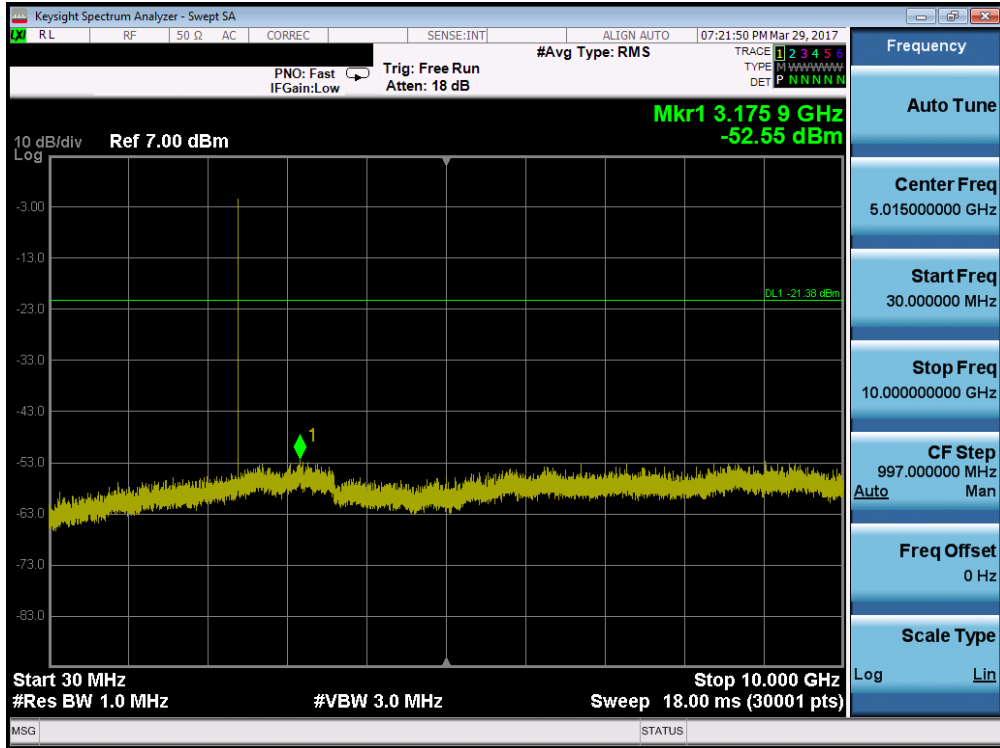 Keysight Spectrum Analyzer - Swept SA
LXI RL RF 50 Ω AC CORREC SENSE:INT ALIGN AUTO 07:21:50 PM Mar 29, 2017
#Avg Type: RMS
TRACE 1 2 3 4 5 6
TYPE M W W W W W
DET P N N N N N
PNO: Fast
IFGain:Low
Trig: Free Run
Atten: 18 dB
Mkr1 3.175 9 GHz
-52.55 dBm
10 dB/div
Log
Ref 7.00 dBm
-3.00
-13.0
DL1 -21.38 dBm
-23.0
-33.0
-43.0
1
-53.0
-63.0
-73.0
-83.0
Start 30 MHz
Stop 10.000 GHz
#Res BW 1.0 MHz
#VBW 3.0 MHz
Sweep 18.00 ms (30001 pts)
MSG
STATUS
Frequency
Auto Tune
Center Freq
5.015000000 GHz
Start Freq
30.000000 MHz
Stop Freq
10.000000000 GHz
CF Step
997.000000 MHz
Auto Man
Freq Offset
0 Hz
Scale Type
Log Lin